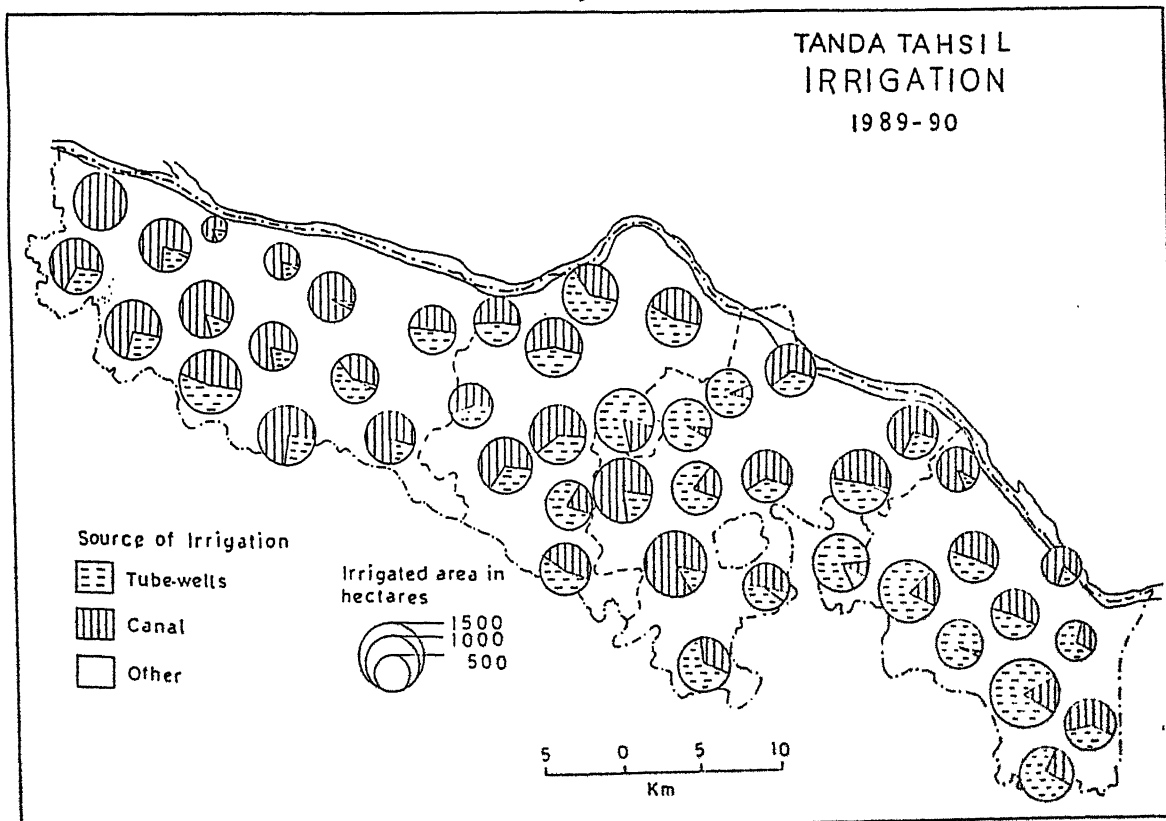 TANDA TAHSIL
IRRIGATION
1989-90
Source of Irrigation
Tube-wells
Canal
Other
Irrigated area in
hectares
1500
1000
500
5 0 5 10
Km